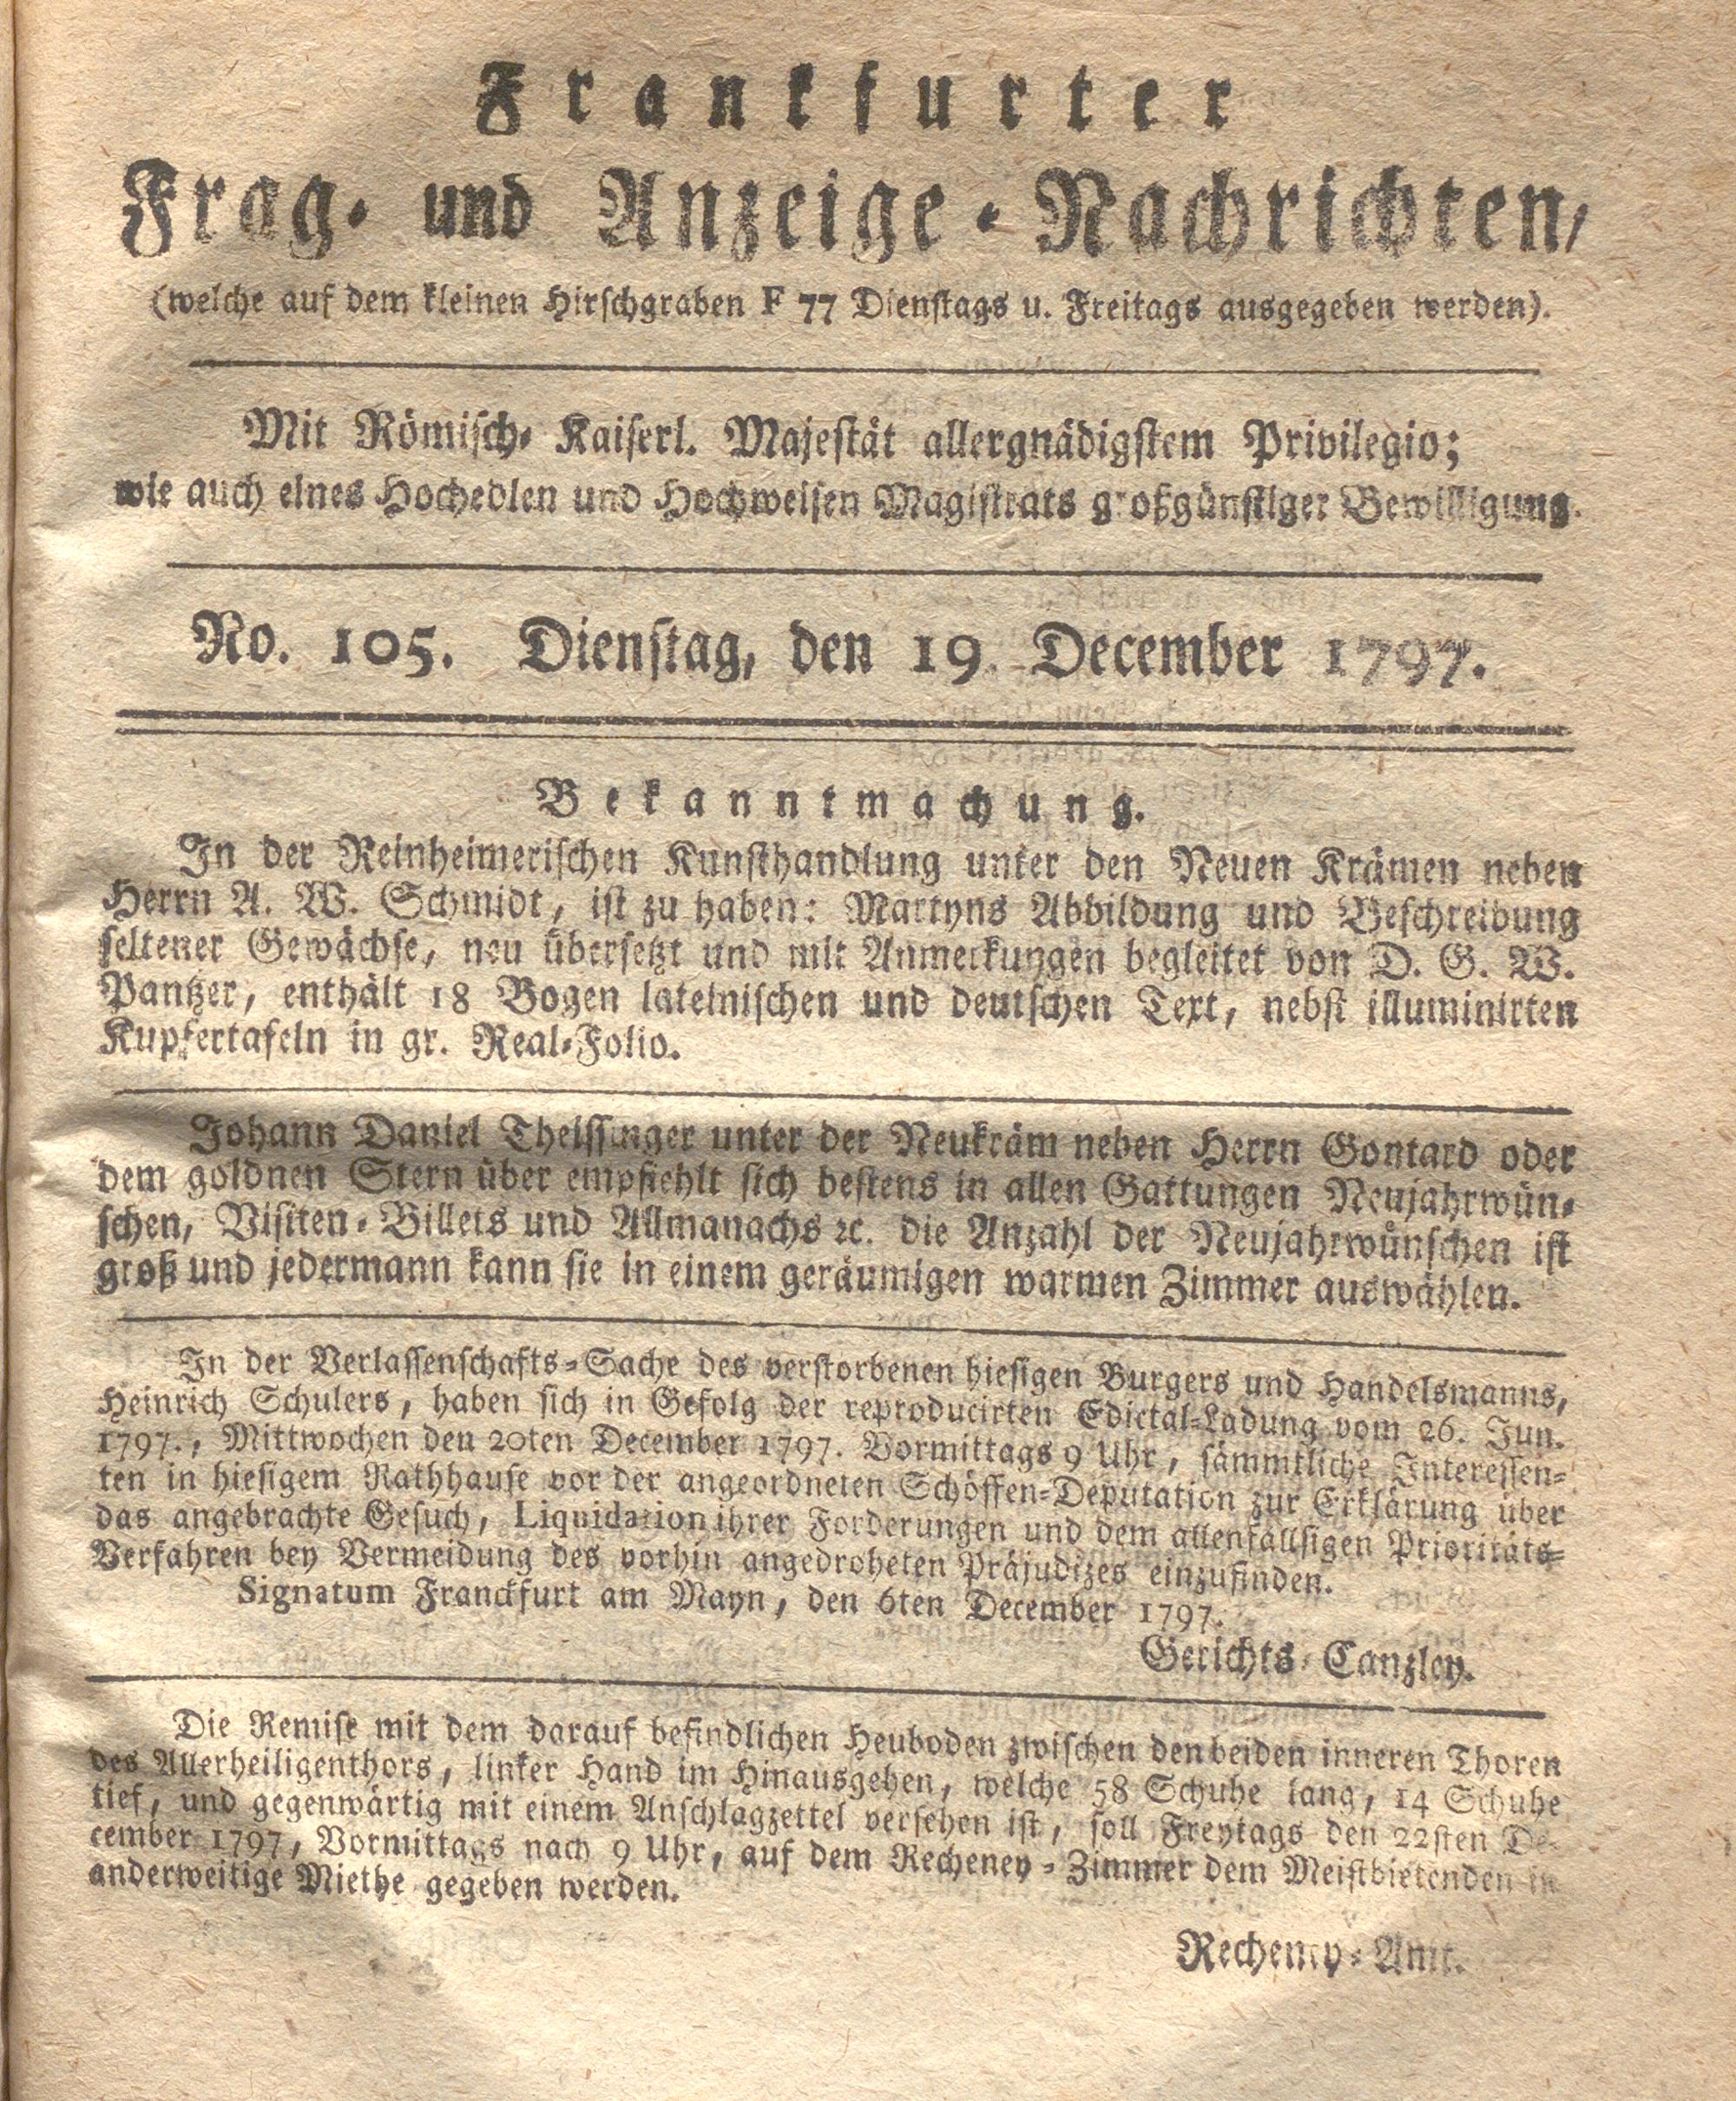 Frankfurter
Frag- und Anzeige-Nachrichten,
(welche auf dem kleinen Hirschgraben F 77 Dienstags u. Freitags ausgegeben werden).
Mit Römisch- Kaiserl. Majestät allergnädigstem Privilegio;
wie auch eines Hochedlen und Hochweisen Magistrats großgünstiger Bewilligung.
No. 105. Dienstag, den 19. December 1797.
Bekanntmachung.
In der Reinheimerischen Kunsthandlung unter den Neuen Krämen neben
Herrn A. W. Schmidt, ist zu haben: Martyns Abbildung und Beschreibung
seltener Gewächse, neu übersetzt und mit Anmerkungen begleitet von D. G. W.
Pantzer, enthält 18 Bogen lateinischen und deutschen Text, nebst illuminirten
Kupfertafeln in gr. Real-Folio.
Johann Daniel Theissinger unter der Neukräm neben Herrn Gontard oder
dem goldnen Stern über empfiehlt sich bestens in allen Gattungen Neujahrwün-
schen, Visiten-Billets und Allmanachs ꝛc. die Anzahl der Neujahrwünschen ist
groß und jedermann kann sie in einem geräumigen warmen Zimmer auswählen.
In der Verlassenschafts-Sache des verstorbenen hiesigen Burgers und Handelsmanns,
Heinrich Schulers, haben sich in Gefolg der reproducirten Edictal-Ladung vom 26. Jun.
1797., Mittwochen den 20ten December 1797. Vormittags 9 Uhr, sämmtliche Interessen-
ten in hiesigem Rathhause vor der angeordneten Schöffen-Deputation zur Erklärung über
das angebrachte Gesuch, Liquidation ihrer Forderungen und dem allenfallsigen Prioritäts-
Verfahren bey Vermeidung des vorhin angedroheten Präjudizes einzufinden.
Signatum Franckfurt am Mayn, den 6ten December 1797.
Gerichts-Canzley.
Die Remise mit dem darauf befindlichen Heuboden zwischen den beiden inneren Thoren
des Allerheiligenthors, linker Hand im Hinausgehen, welche 58 Schuhe lang, 14 Schuhe
tief, und gegenwärtig mit einem Anschlagzettel versehen ist, soll Freytags den 22sten De-
cember 1797, Vormittags nach 9 Uhr, auf dem Recheney-Zimmer dem Meistbietenden in
anderweitige Miethe gegeben werden.
Recheney-Amt.